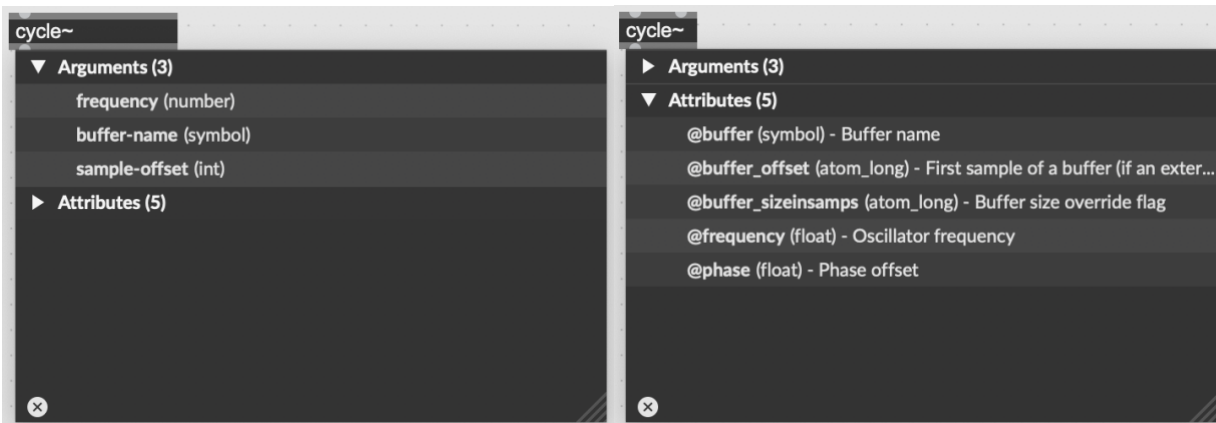 cycle~
▼ Arguments (3)
frequency (number)
buffer-name (symbol)
sample-offset (int)
▶ Attributes (5)
cycle~
▶ Arguments (3)
▼ Attributes (5)
@buffer (symbol) - Buffer name
@buffer_offset (atom_long) - First sample of a buffer (if an exter...
@buffer_sizeinsamps (atom_long) - Buffer size override flag
@frequency (float) - Oscillator frequency
@phase (float) - Phase offset